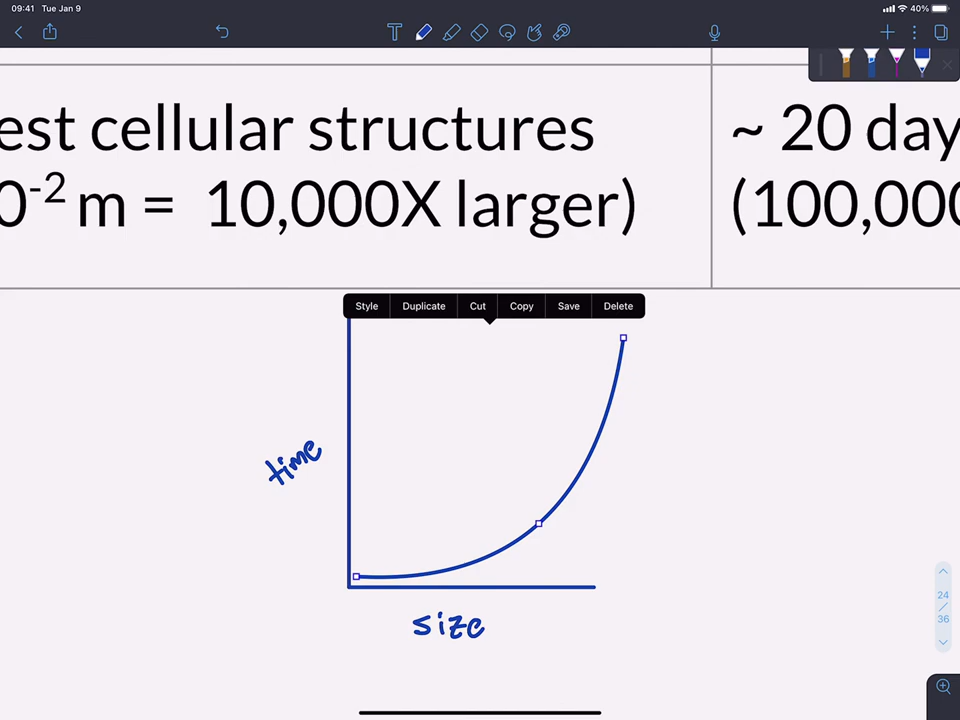 09:41 Tue Jan 9 40%
T
est cellular structures
0-2 m = 10,000X larger)
~ 20 day
(100,000
Style Duplicate Cut Copy Save Delete
time
size
24
/
36